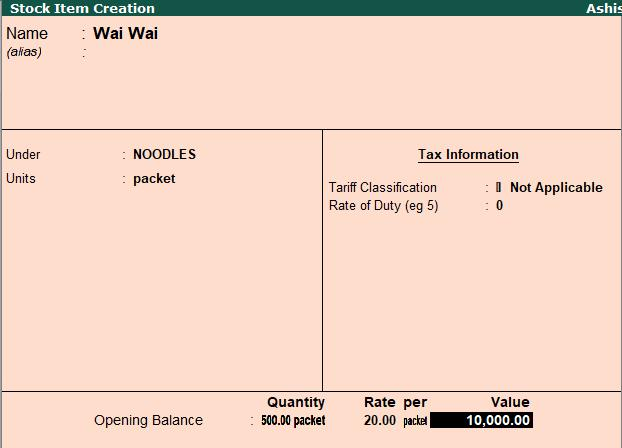 Stock Item Creation Ashis
Name : Wai Wai
(alias) :
Under : NOODLES Tax Information
Units : packet
Tariff Classification : Not Applicable
Rate of Duty (eg 5) : 0
Quantity Rate per Value
Opening Balance : 500.00 packet 20.00 packet 10,000.00